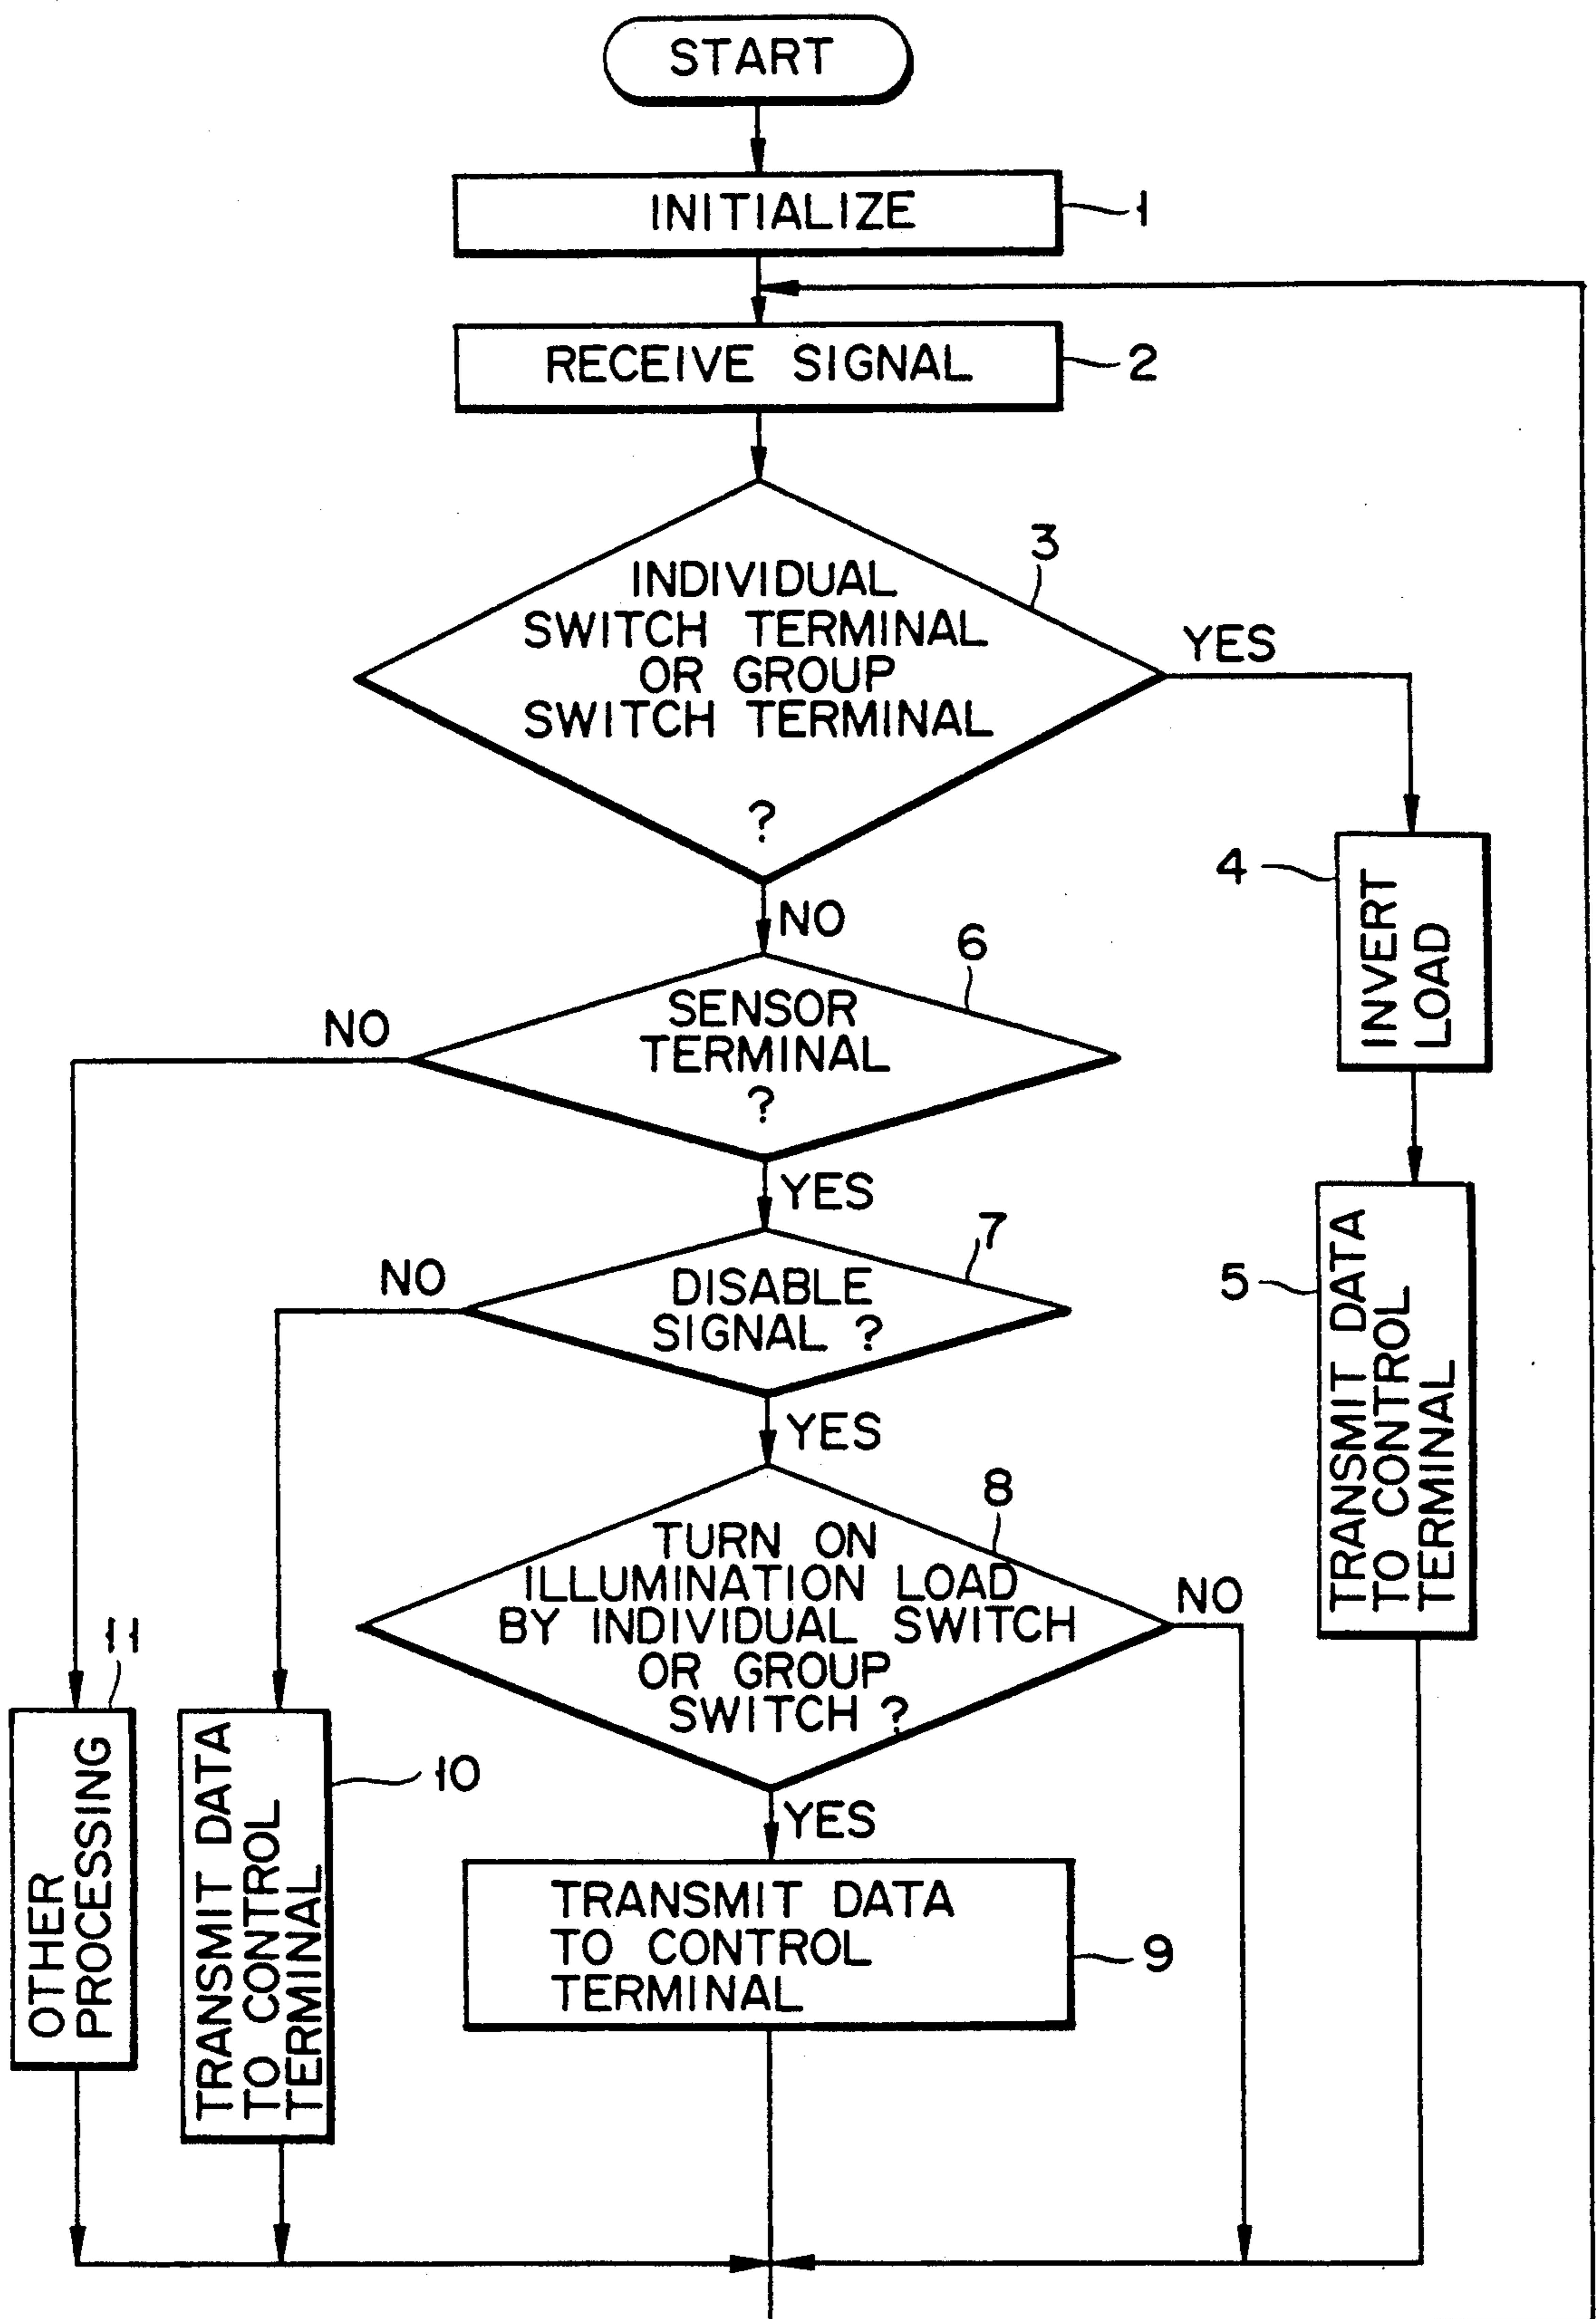 START
INITIALIZE
1
RECEIVE SIGNAL
2
3
INDIVIDUAL
SWITCH TERMINAL
OR GROUP
SWITCH TERMINAL
?
YES
NO
4
INVERT
LOAD
5
TRANSMIT DATA
TO CONTROL
TERMINAL
6
SENSOR
TERMINAL
?
NO
YES
7
DISABLE
SIGNAL ?
NO
YES
8
TURN ON
ILLUMINATION LOAD
BY INDIVIDUAL SWITCH
OR GROUP
SWITCH ?
NO
YES
TRANSMIT DATA
TO CONTROL
TERMINAL
9
10
TRANSMIT DATA
TO CONTROL
TERMINAL
11
OTHER
PROCESSING